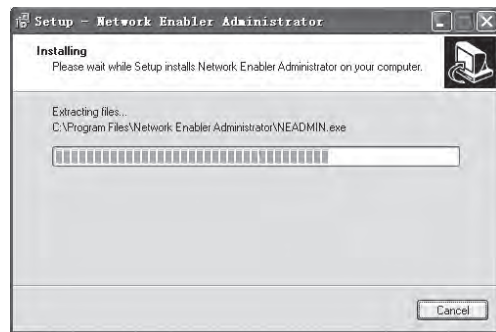 Setup - Network Enabler Administrator
Installing
Please wait while Setup installs Network Enabler Administrator on your computer.
Extracting files...
C:\Program Files\Network Enabler Administrator\NEADMIN.exe
Cancel